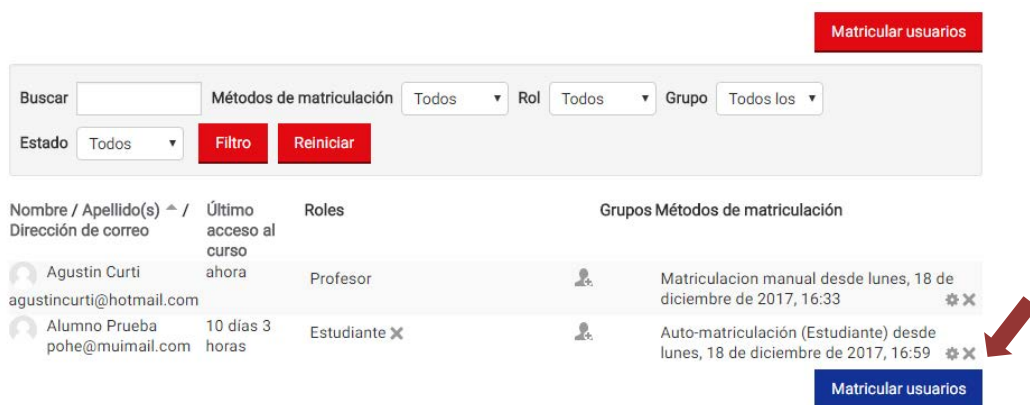 Matricular usuarios
Buscar Métodos de matriculación Todos Rol Todos Grupo Todos los
Estado Todos Filtro Reiniciar
Nombre / Apellido(s) / Último Roles Grupos Métodos de matriculación
Dirección de correo acceso al
curso
Agustin Curti ahora Profesor Matriculacion manual desde lunes, 18 de
agustincurti@hotmail.com diciembre de 2017, 16:33
Alumno Prueba 10 días 3 Estudiante Auto-matriculación (Estudiante) desde
pohe@muimail.com horas lunes, 18 de diciembre de 2017, 16:59
Matricular usuarios